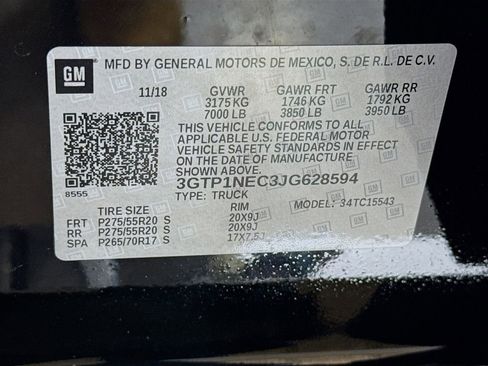 MFD BY GENERAL MOTORS DE MEXICO, S. DE R.L. DE C.V.
GM
11/18 GVWR GAWR FRT GAWR RR
3175 KG 1746 KG 1792 KG
7000 LB 3850 LB 3950 LB
THIS VEHICLE CONFORMS TO ALL
APPLICABLE U.S. FEDERAL MOTOR
VEHICLE SAFETY STANDARDS IN EFFECT
ON THE DATE OF MANUFACTURE
SHOWN ABOVE.
3GTP1NEC3JG628594
8555 TYPE: TRUCK MODEL: 34TC15543
TIRE SIZE RIM
FRT P275/55R20 S 20X9J
RR P275/55R20 S 20X9J
SPA P265/70R17 S 17X7.5J